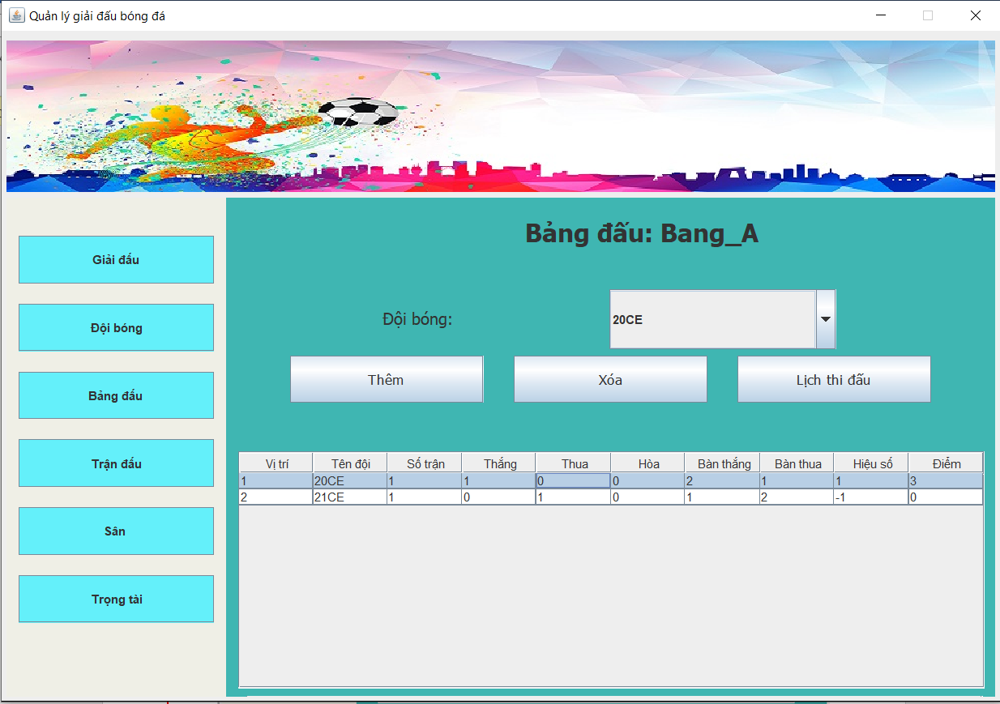 Quản lý giải đấu bóng đá
Giải đấu
Đội bóng
Bảng đấu
Trận đấu
Sân
Trọng tài
Bảng đấu: Bang_A
Đội bóng: 20CE
Thêm Xóa Lịch thi đấu
Vị trí Tên đội Số trận Thắng Thua Hòa Bàn thắng Bàn thua Hiệu số Điểm
1 20CE 1 1 0 0 2 1 1 3
2 21CE 1 0 1 0 1 2 -1 0